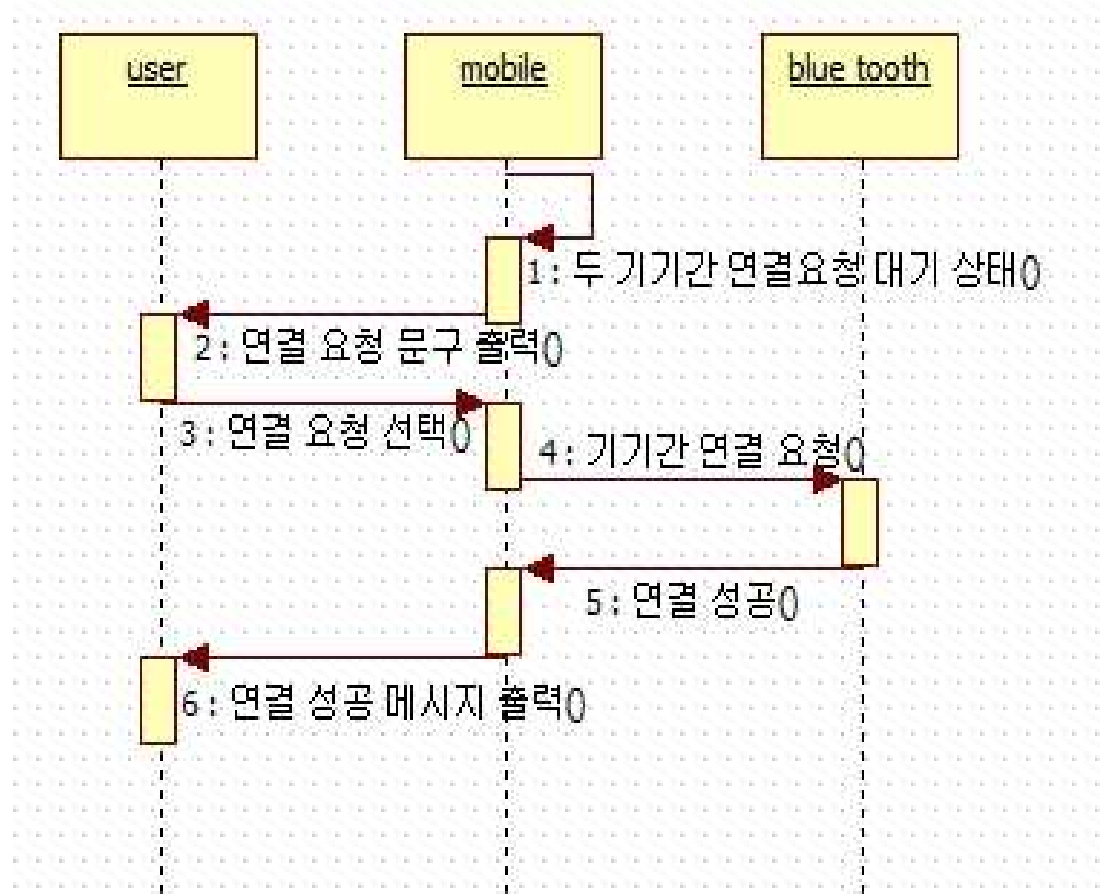 user
mobile
blue tooth
1 : 두 기기간 연결요청 대기 상태()
2 : 연결 요청 문구 출력()
3 : 연결 요청 선택()
4 : 기기간 연결 요청()
5 : 연결 성공()
6 : 연결 성공 메시지 출력()